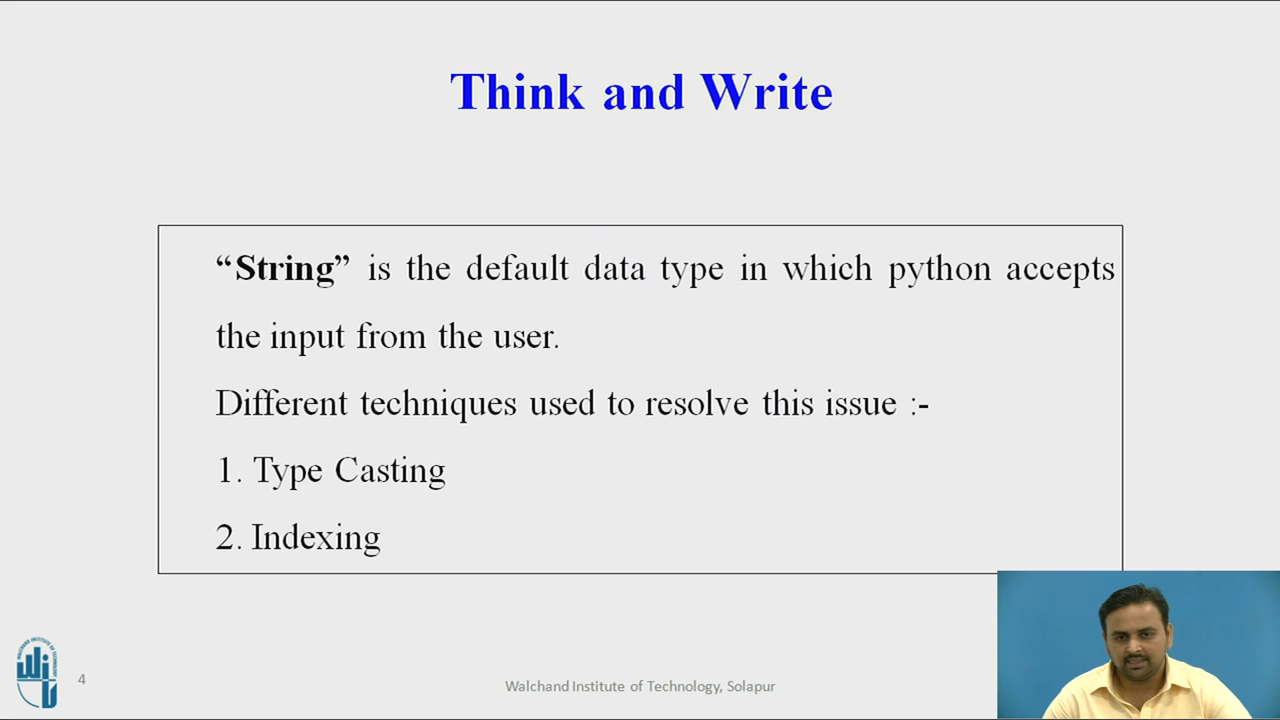 Think and Write
“String” is the default data type in which python accepts
the input from the user.
Different techniques used to resolve this issue :-
1. Type Casting
2. Indexing
4
Walchand Institute of Technology, Solapur